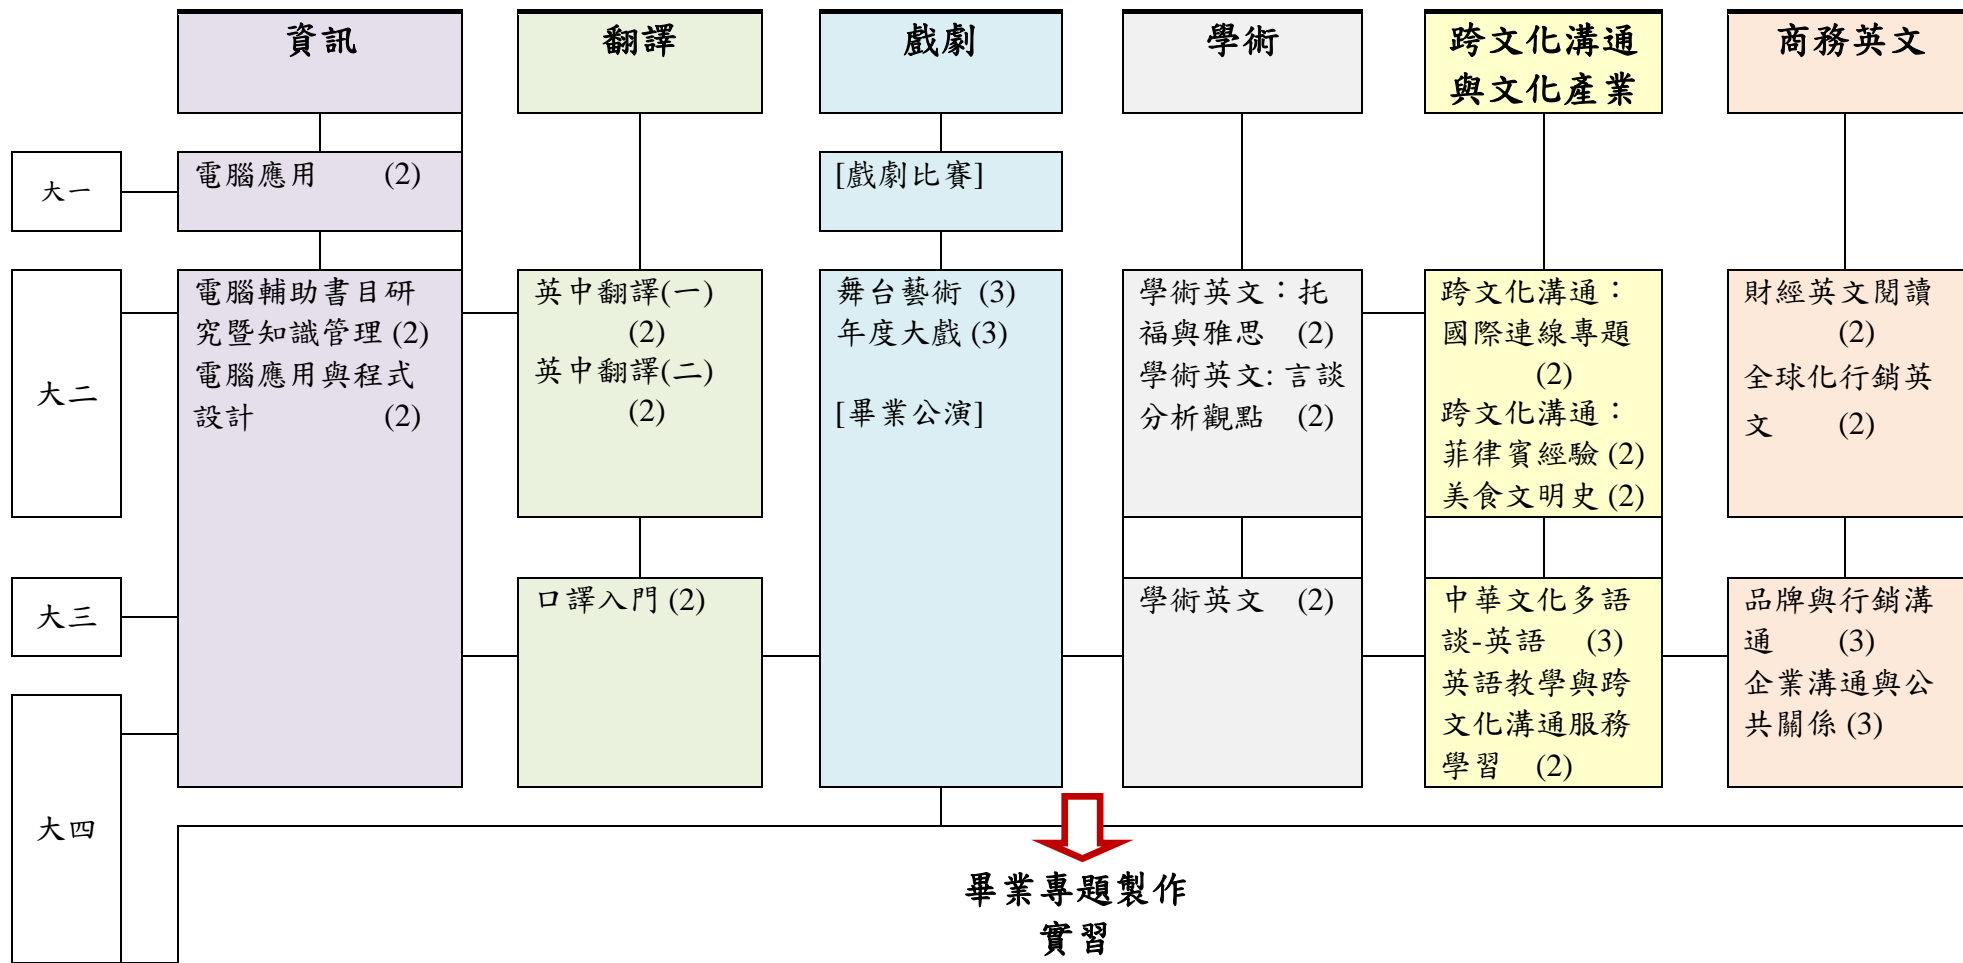 資訊
翻譯
戲劇
學術
跨文化溝通
與文化產業
商務英文
大一
電腦應用 (2)
[戲劇比賽]
大二
電腦輔助書目研
究暨知識管理 (2)
電腦應用與程式
設計 (2)
英中翻譯(一)
(2)
英中翻譯(二)
(2)
舞台藝術 (3)
年度大戲 (3)
[畢業公演]
學術英文：托
福與雅思 (2)
學術英文: 言談
分析觀點 (2)
跨文化溝通：
國際連線專題
(2)
跨文化溝通：
菲律賓經驗 (2)
美食文明史 (2)
財經英文閱讀
(2)
全球化行銷英
文 (2)
大三
口譯入門 (2)
學術英文 (2)
中華文化多語
談-英語 (3)
英語教學與跨
文化溝通服務
學習 (2)
品牌與行銷溝
通 (3)
企業溝通與公
共關係 (3)
大四
畢業專題製作
實習